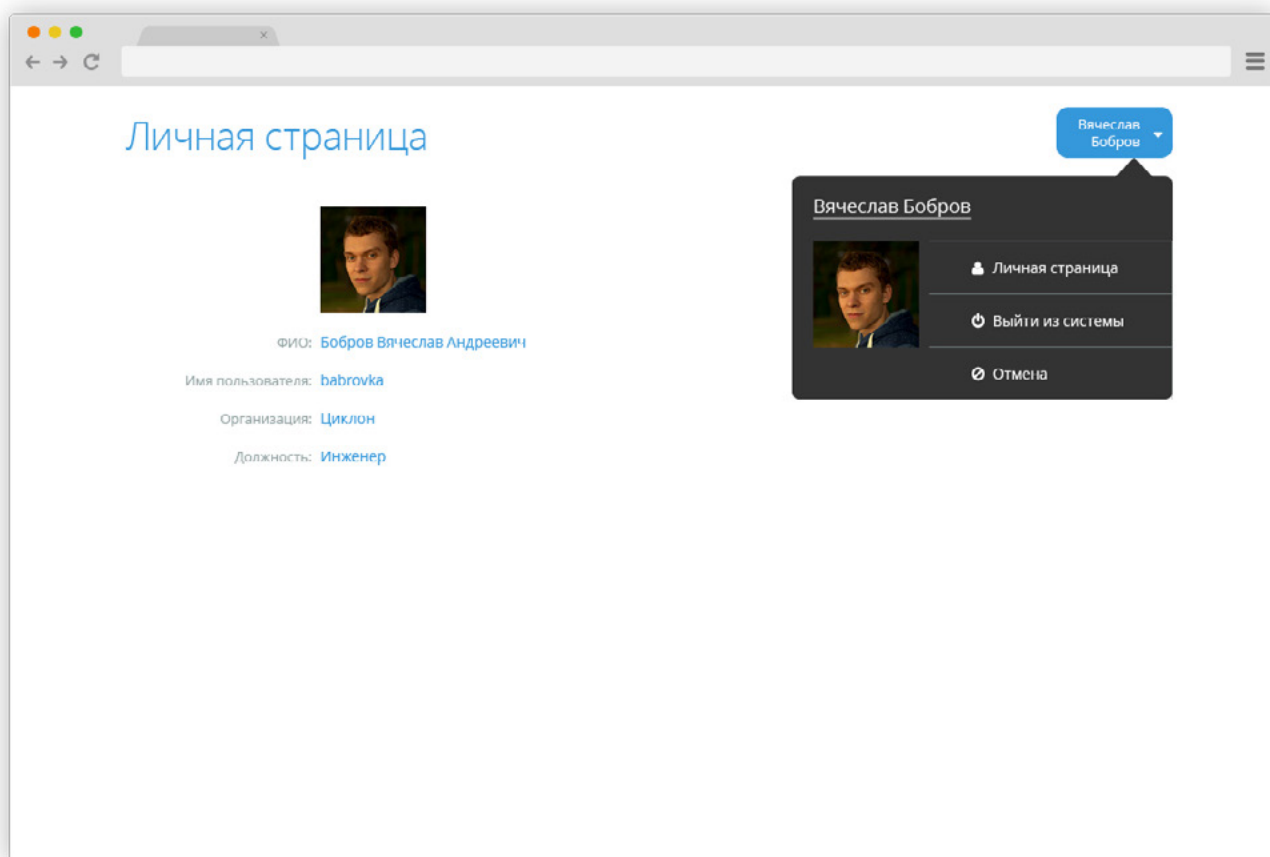 Личная страница
Вячеслав
Бобров
Вячеслав Бобров
Личная страница
Выйти из системы
Отмена
ФИО: Бобров Вячеслав Андреевич
Имя пользователя: babrovka
Организация: Циклон
Должность: Инженер